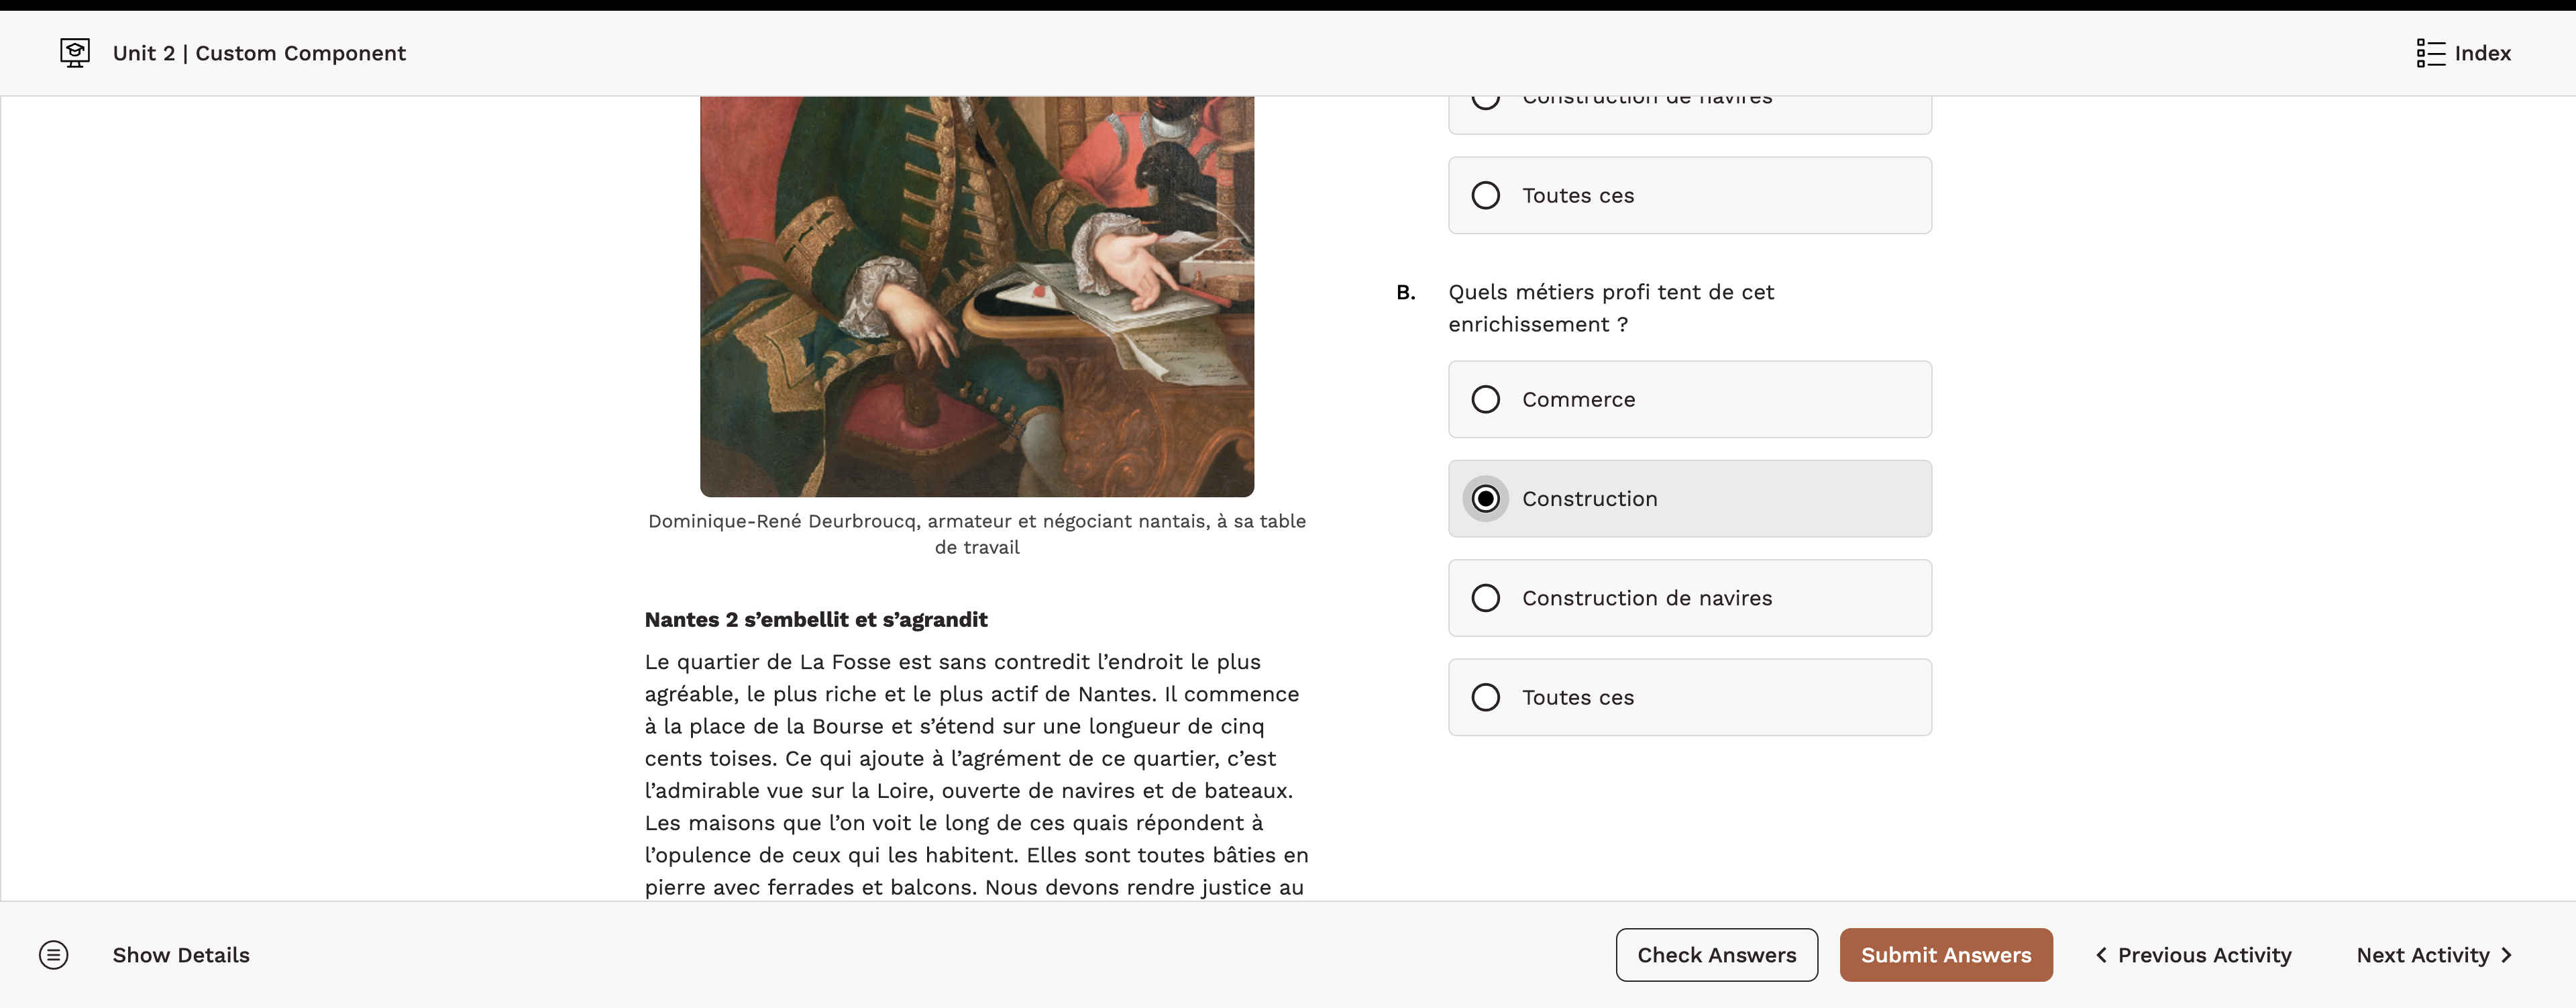 Unit 2 | Custom Component
Index
Dominique-René Deurbroucq, armateur et négociant nantais, à sa table
de travail
Nantes 2 s’embellit et s’agrandit
Le quartier de La Fosse est sans contredit l’endroit le plus
agréable, le plus riche et le plus actif de Nantes. Il commence
à la place de la Bourse et s’étend sur une longueur de cinq
cents toises. Ce qui ajoute à l’agrément de ce quartier, c’est
l’admirable vue sur la Loire, ouverte de navires et de bateaux.
Les maisons que l’on voit le long de ces quais répondent à
l’opulence de ceux qui les habitent. Elles sont toutes bâties en
pierre avec ferrades et balcons. Nous devons rendre justice au
Construction de navires
Toutes ces
B. Quels métiers profi tent de cet
enrichissement ?
Commerce
Construction
Construction de navires
Toutes ces
Show Details
Check Answers
Submit Answers
Previous Activity
Next Activity